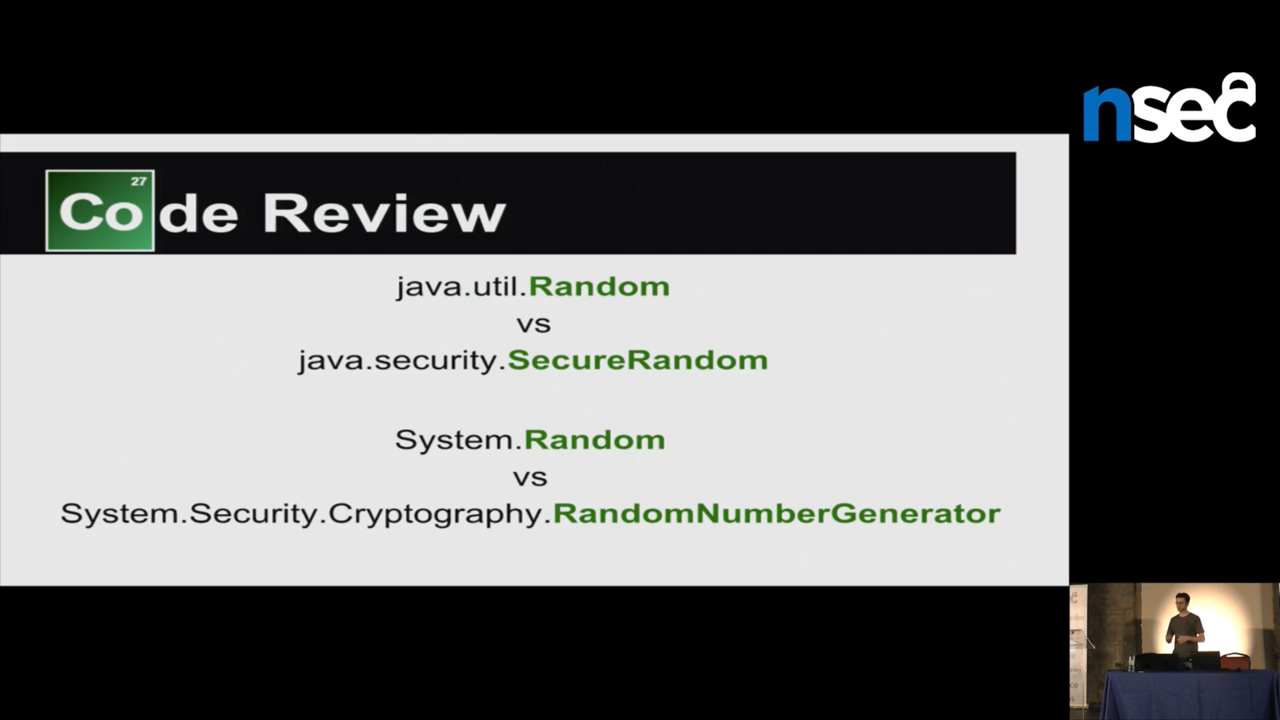 nsec
27
Code Review
java.util.Random
vs
java.security.SecureRandom
System.Random
vs
System.Security.Cryptography.RandomNumberGenerator